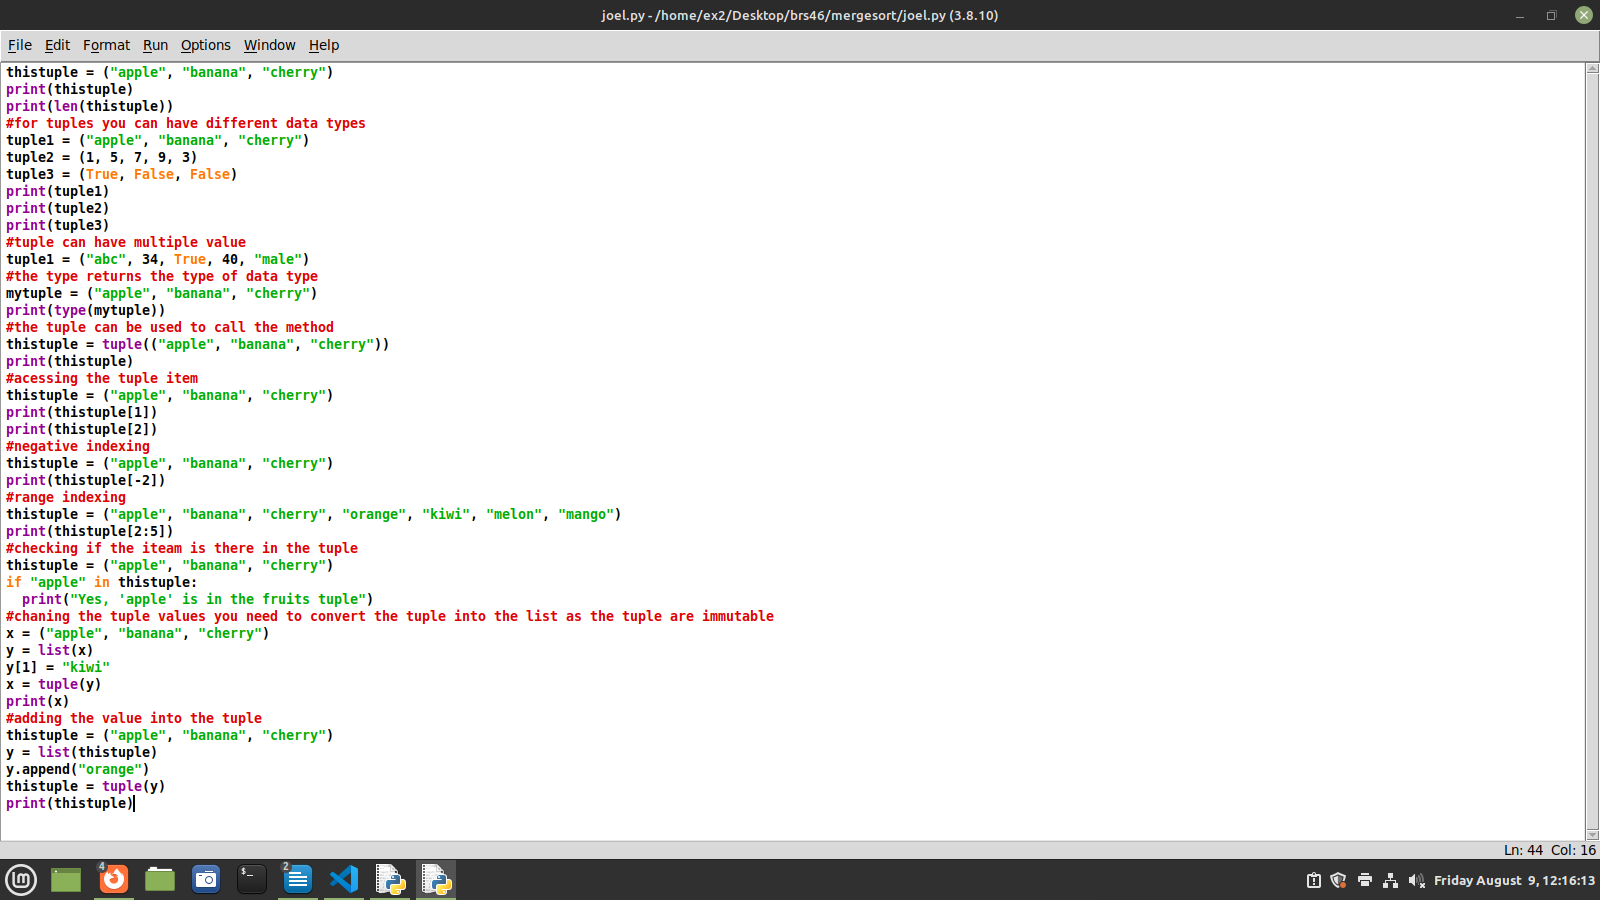 joel.py - /home/ex2/Desktop/brs46/mergesort/joel.py (3.8.10)
File Edit Format Run Options Window Help
thistuple = ("apple", "banana", "cherry")
print(thistuple)
print(len(thistuple))
#for tuples you can have different data types
tuple1 = ("apple", "banana", "cherry")
tuple2 = (1, 5, 7, 9, 3)
tuple3 = (True, False, False)
print(tuple1)
print(tuple2)
print(tuple3)
#tuple can have multiple value
tuple1 = ("abc", 34, True, 40, "male")
#the type returns the type of data type
mytuple = ("apple", "banana", "cherry")
print(type(mytuple))
#the tuple can be used to call the method
thistuple = tuple(("apple", "banana", "cherry"))
print(thistuple)
#acessing the tuple item
thistuple = ("apple", "banana", "cherry")
print(thistuple[1])
print(thistuple[2])
#negative indexing
thistuple = ("apple", "banana", "cherry")
print(thistuple[-2])
#range indexing
thistuple = ("apple", "banana", "cherry", "orange", "kiwi", "melon", "mango")
print(thistuple[2:5])
#checking if the iteam is there in the tuple
thistuple = ("apple", "banana", "cherry")
if "apple" in thistuple:
  print("Yes, 'apple' is in the fruits tuple")
#chaning the tuple values you need to convert the tuple into the list as the tuple are immutable
x = ("apple", "banana", "cherry")
y = list(x)
y[1] = "kiwi"
x = tuple(y)
print(x)
#adding the value into the tuple
thistuple = ("apple", "banana", "cherry")
y = list(thistuple)
y.append("orange")
thistuple = tuple(y)
print(thistuple)
Ln: 44 Col: 16
4
$_
2
Friday August 9, 12:16:13